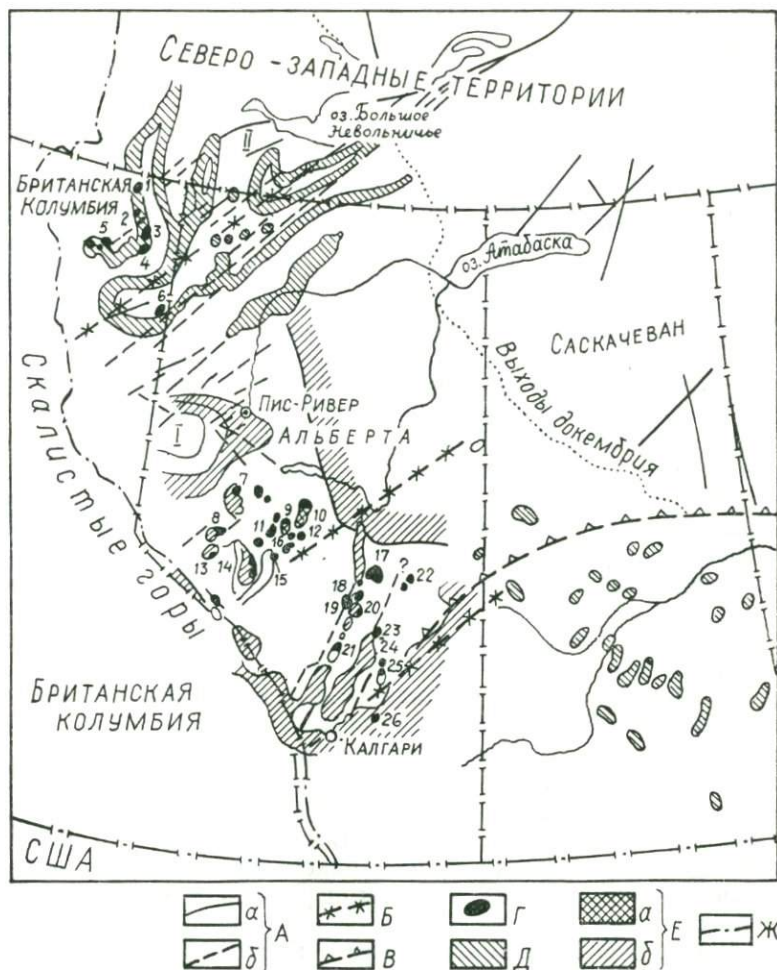 СЕВЕРО-ЗАПАДНЫЕ ТЕРРИТОРИИ
оз. Большое
Невольничье
II
БРИТАНСКАЯ
КОЛУМБИЯ
1
2
3
5
4
6
оз. Атабаска
САСКАЧЕВАН
Выходы докембрия
Скалистые горы
ПИС-РИВЕР
I
АЛЬБЕРТА
7
8
9
10
11
16
12
13
14
15
17
?
22
18
19
20
23
24
21
25
26
БРИТАНСКАЯ
КОЛУМБИЯ
КАЛГАРИ
США
а
б
А
Б
В
Г
Д
а
б
Е
Ж